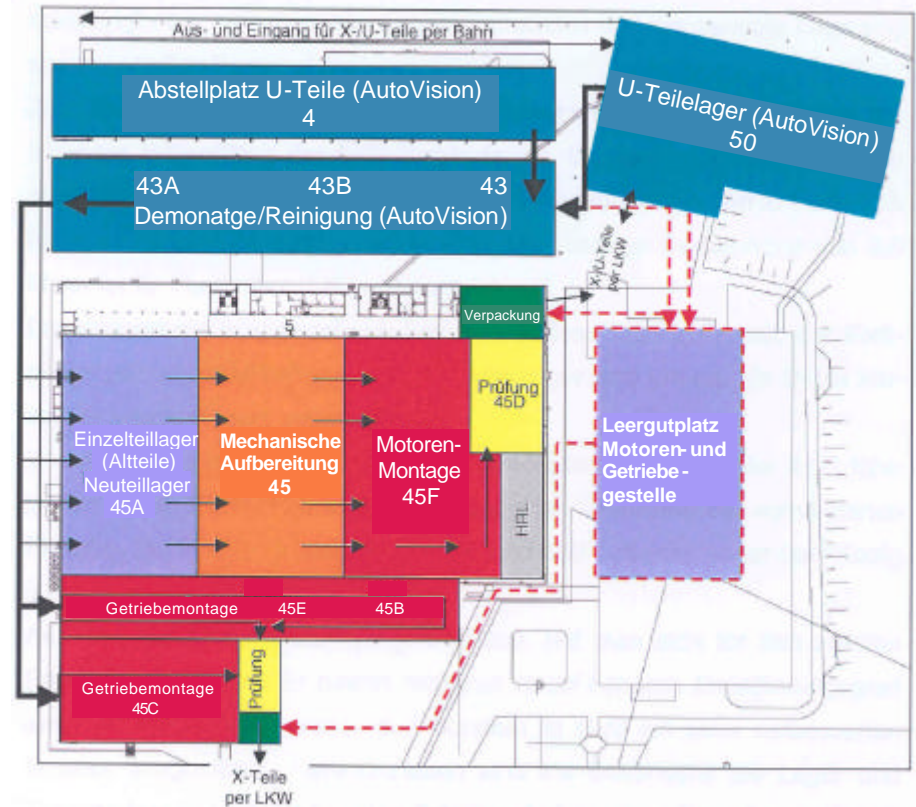 Aus- und Eingang für X-/U-Teile per Bahn
Abstellplatz U-Teile (AutoVision)
4
U-Teilelager (AutoVision)
50
43A 43B 43
Demonatge/Reinigung (AutoVision)
X-/U-Teile
per LKW
5
Verpackung
Prüfung
45D
Einzelteillager
(Altteile)
Neuteillager
45A
Mechanische
Aufbereitung
45
Motoren-
Montage
45F
HRL
Leergutplatz
Motoren- und
Getriebe-
gestelle
Getriebemontage 45E 45B
Getriebemontage
45C
Prüfung
X-Teile
per LKW